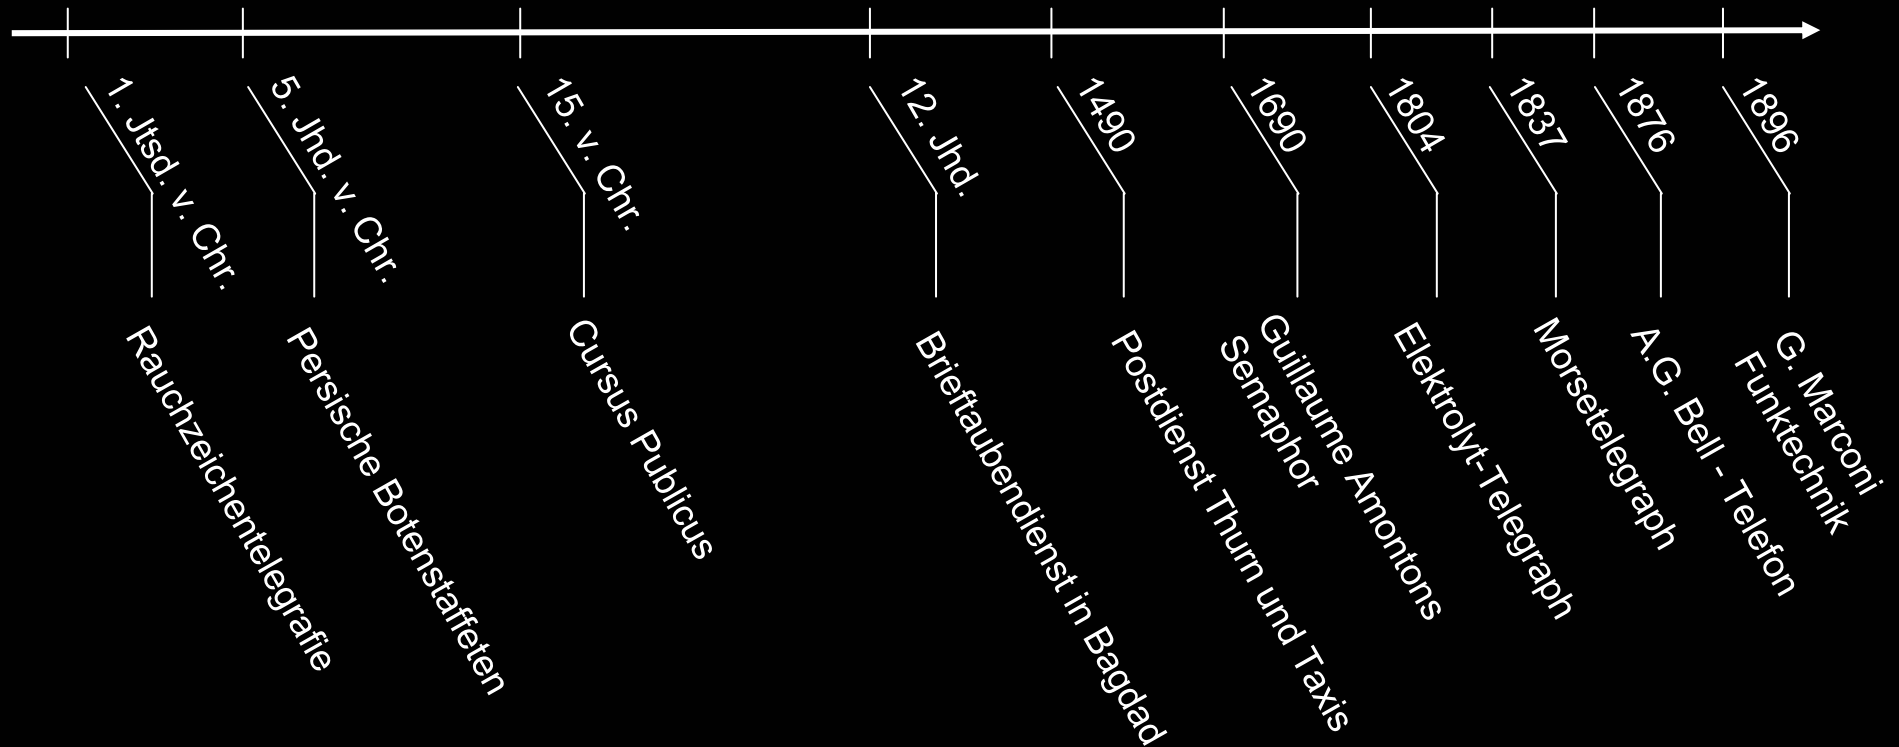 1. Jtsd. v. Chr.
Rauchzeichentelegrafie
5. Jhd. v. Chr.
Persische Botenstaffeten
15. v. Chr.
Cursus Publicus
12. Jhd.
Brieftaubendienst in Bagdad
1490
Postdienst Thurn und Taxis
1690
Guillaume Amontons
Semaphor
1804
Elektrolyt-Telegraph
1837
Morsetelegraph
1876
A.G. Bell - Telefon
1896
G. Marconi
Funktechnik